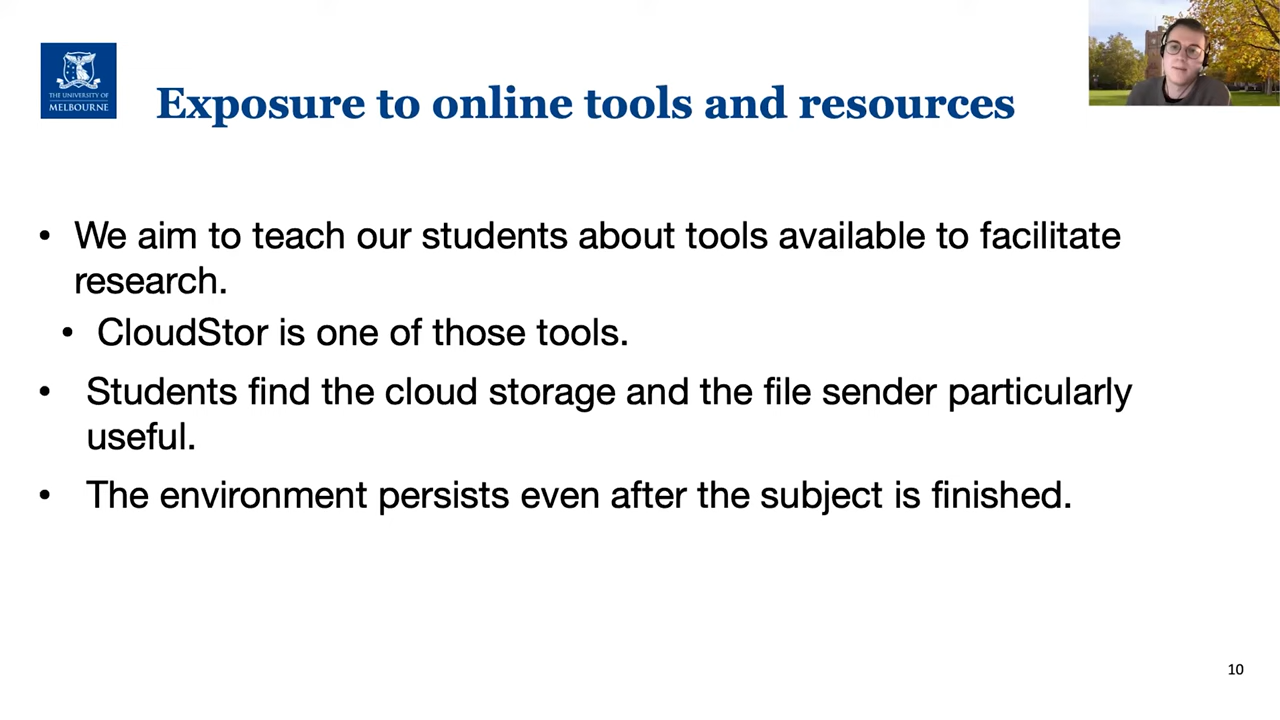 THE UNIVERSITY OF
MELBOURNE
Exposure to online tools and resources
• We aim to teach our students about tools available to facilitate
research.
• CloudStor is one of those tools.
• Students find the cloud storage and the file sender particularly
useful.
• The environment persists even after the subject is finished.
10